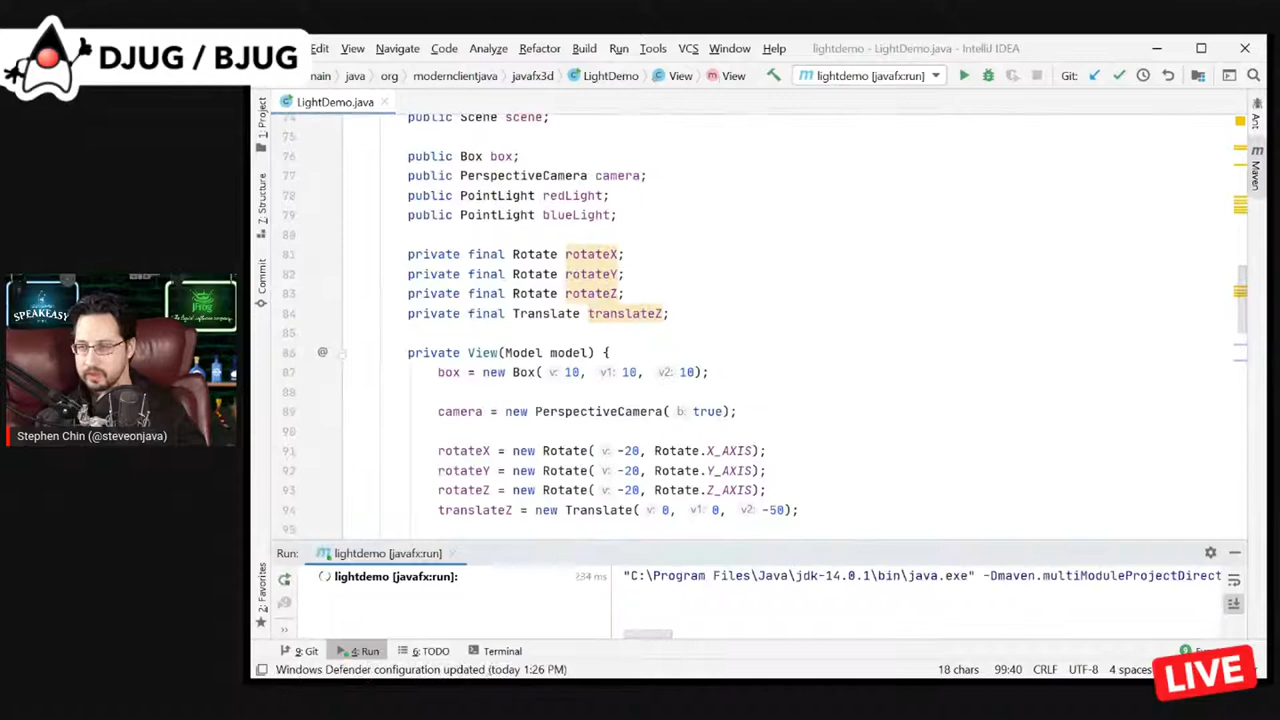 DJUG / BJUG
Edit View Navigate Code Analyze Refactor Build Run Tools VCS Window Help lightdemo - LightDemo.java - IntelliJ IDEA
main java org modernclientjava javafx3d LightDemo View View lightdemo [javafx:run] Git:
LightDemo.java
74 public Scene scene;
75
76 public Box box;
77 public PerspectiveCamera camera;
78 public PointLight redLight;
79 public PointLight blueLight;
80
81 private final Rotate rotateX;
82 private final Rotate rotateY;
83 private final Rotate rotateZ;
84 private final Translate translateZ;
85
86 @ private View(Model model) {
87 box = new Box( v: 10, v1: 10, v2: 10);
88
89 camera = new PerspectiveCamera( b: true);
90
91 rotateX = new Rotate( v: -20, Rotate.X_AXIS);
92 rotateY = new Rotate( v: -20, Rotate.Y_AXIS);
93 rotateZ = new Rotate( v: -20, Rotate.Z_AXIS);
94 translateZ = new Translate( v: 0, v1: 0, v2: -50);
95
1: Project
7: Structure
Commit
2: Favorites
Ant
m Maven
SPEAKEASY
JFrog
Stephen Chin (@steveonjava)
Run: lightdemo [javafx:run]
lightdemo [javafx:run]: 234 ms "C:\Program Files\Java\jdk-14.0.1\bin\java.exe" -Dmaven.multiModuleProjectDirect
9: Git 4: Run 6: TODO Terminal
Windows Defender configuration updated (today 1:26 PM) 18 chars 99:40 CRLF UTF-8 4 spaces
LIVE